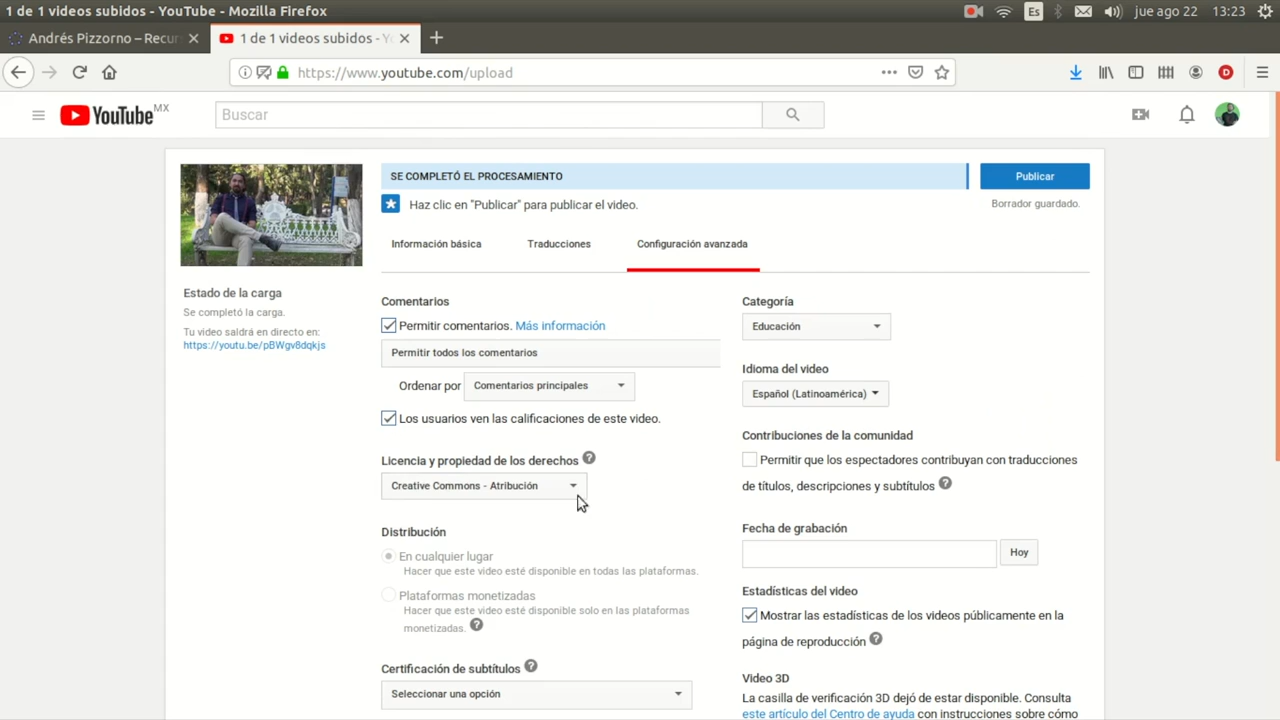 1 de 1 videos subidos - YouTube - Mozilla Firefox
Es
jue ago 22
13:23
Andrés Pizzorno – Recur
1 de 1 videos subidos - Y
https://www.youtube.com/upload
D
YouTube MX
Buscar
SE COMPLETÓ EL PROCESAMIENTO
Publicar
Haz clic en "Publicar" para publicar el video.
Borrador guardado.
Información básica
Traducciones
Configuración avanzada
Estado de la carga
Se completó la carga.
Tu video saldrá en directo en:
https://youtu.be/pBWgv8dqkjs
Comentarios
Permitir comentarios. Más información
Permitir todos los comentarios
Ordenar por Comentarios principales
Los usuarios ven las calificaciones de este video.
Licencia y propiedad de los derechos ?
Creative Commons - Atribución
Distribución
En cualquier lugar
Hacer que este video esté disponible en todas las plataformas.
Plataformas monetizadas
Hacer que este video esté disponible solo en las plataformas
monetizadas. ?
Certificación de subtítulos ?
Seleccionar una opción
Categoría
Educación
Idioma del video
Español (Latinoamérica)
Contribuciones de la comunidad
Permitir que los espectadores contribuyan con traducciones
de títulos, descripciones y subtítulos ?
Fecha de grabación
Hoy
Estadísticas del video
Mostrar las estadísticas de los videos públicamente en la
página de reproducción ?
Video 3D
La casilla de verificación 3D dejó de estar disponible. Consulta
este artículo del Centro de ayuda con instrucciones sobre cómo